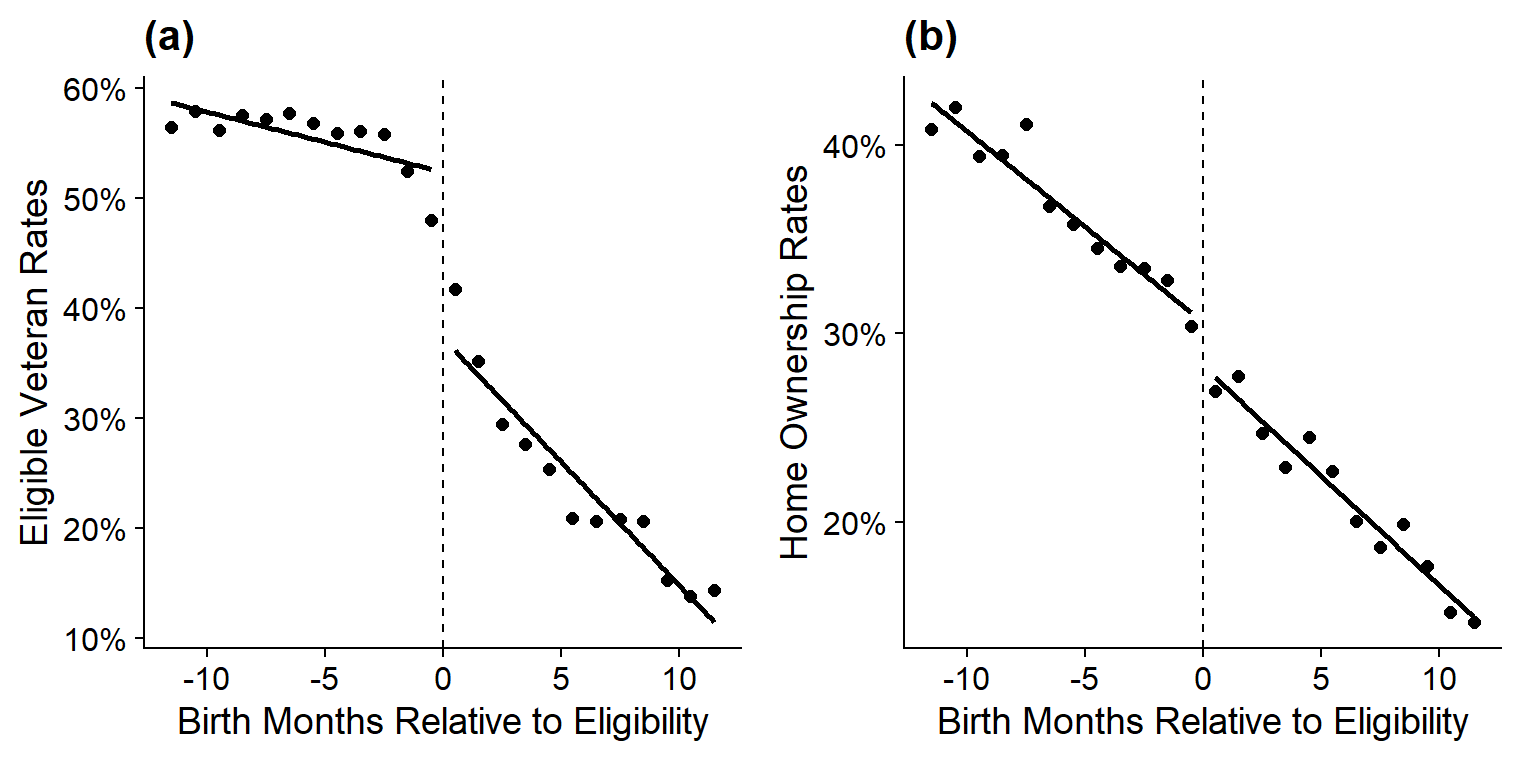 (a)
Eligible Veteran Rates
60%
50%
40%
30%
20%
10%
-10 -5 0 5 10
Birth Months Relative to Eligibility
(b)
Home Ownership Rates
40%
30%
20%
-10 -5 0 5 10
Birth Months Relative to Eligibility